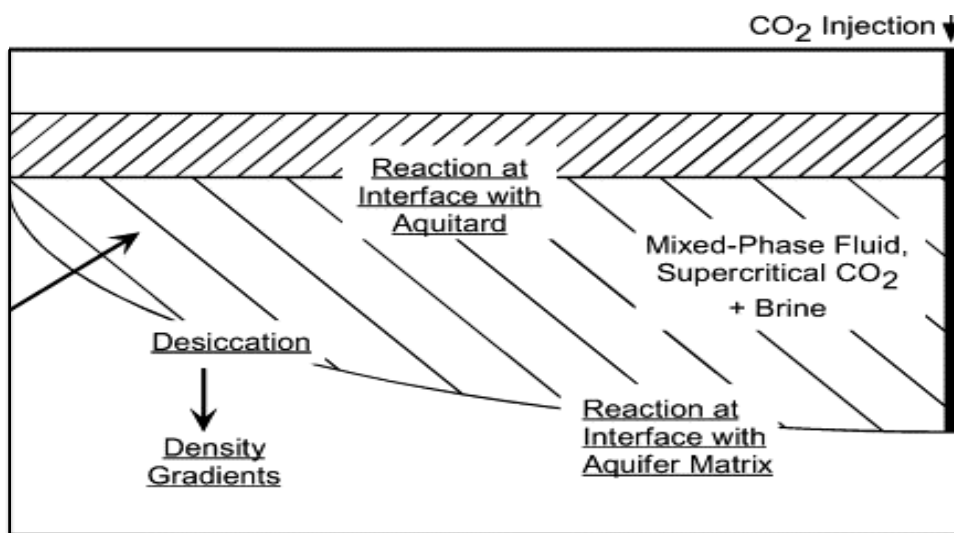 CO2 Injection
Reaction at
Interface with
Aquitard
Mixed-Phase Fluid,
Supercritical CO2
+ Brine
Desiccation
Reaction at
Interface with
Aquifer Matrix
Density
Gradients